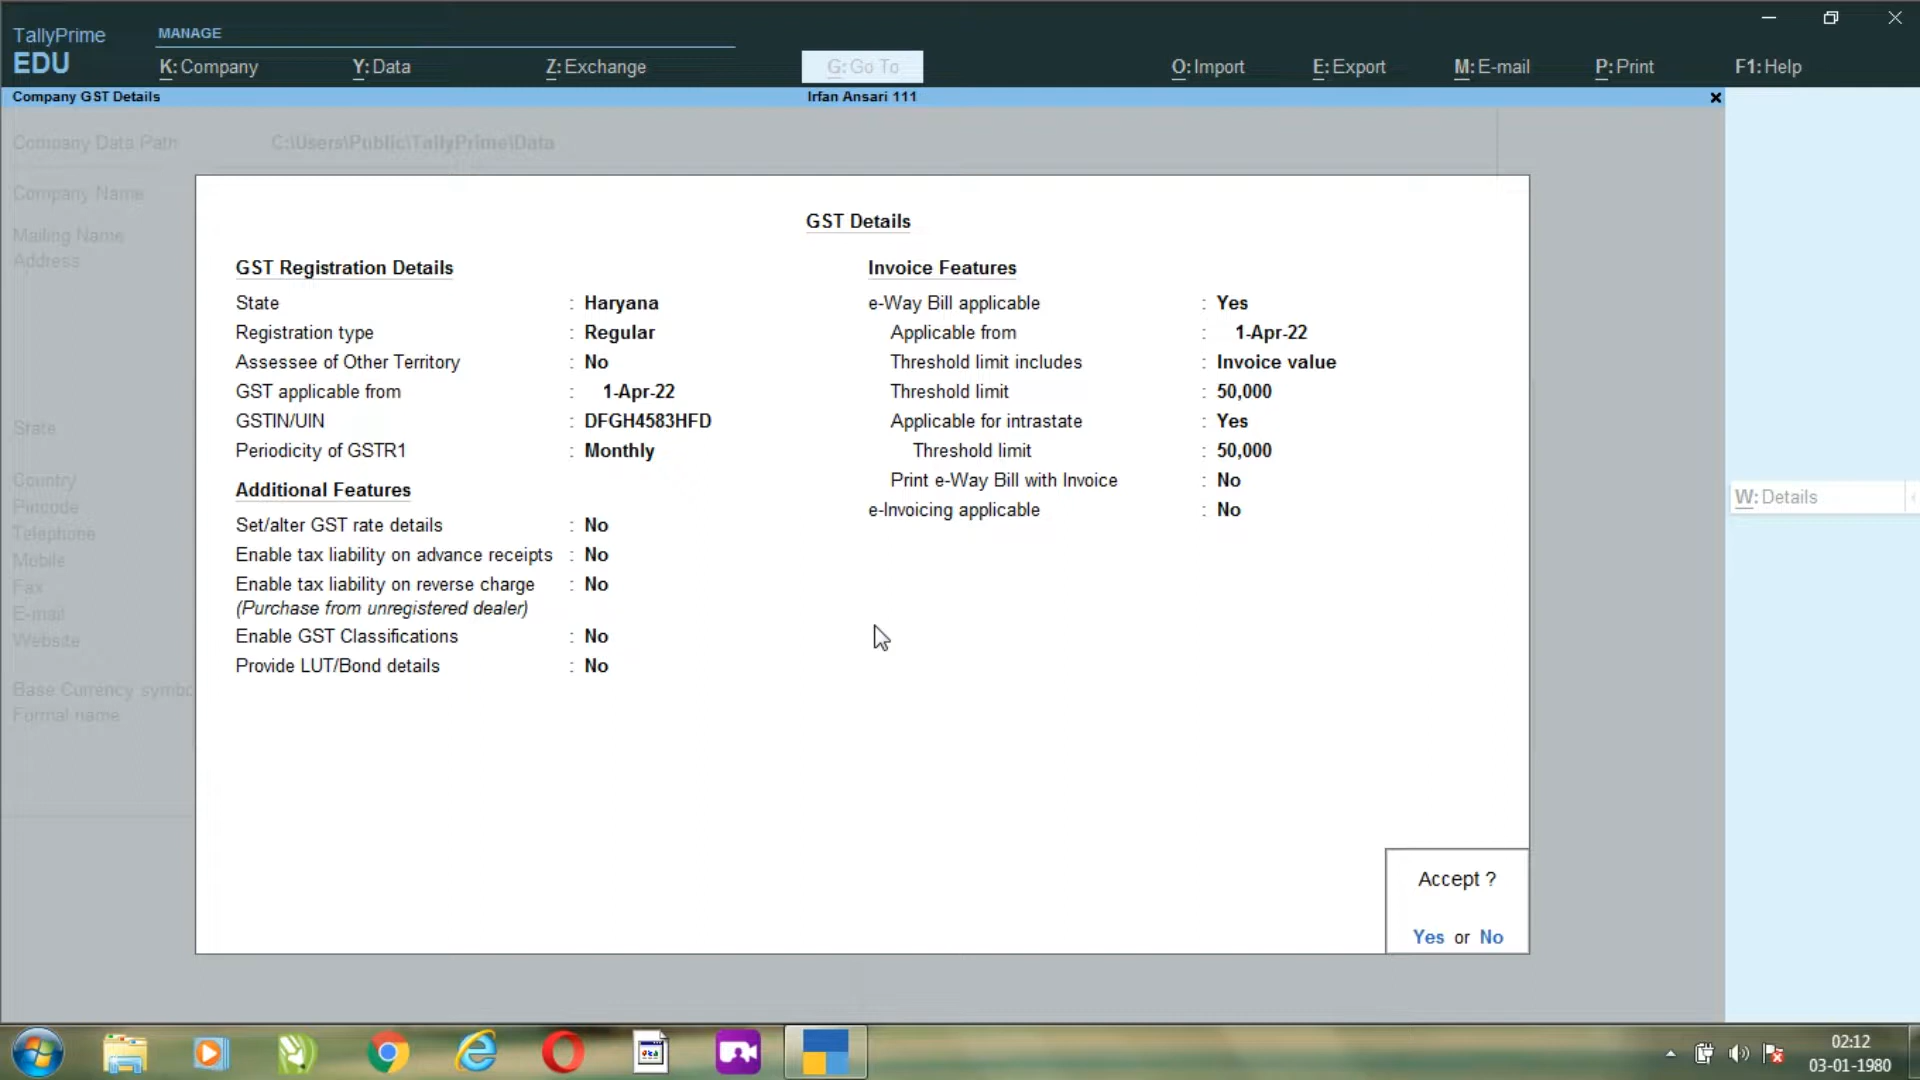 TallyPrime
EDU
MANAGE
K: Company
Y: Data
Z: Exchange
G: Go To
O: Import
E: Export
M: E-mail
P: Print
F1: Help
Company GST Details
Irfan Ansari 111
Company Data Path
C:\Users\Public\TallyPrime\Data
Company Name
Mailing Name
Address
State
Country
Pincode
Telephone
Mobile
Fax
E-mail
Website
Base Currency symbo
Formal name
GST Details
GST Registration Details
State : Haryana
Registration type : Regular
Assessee of Other Territory : No
GST applicable from : 1-Apr-22
GSTIN/UIN : DFGH4583HFD
Periodicity of GSTR1 : Monthly
Additional Features
Set/alter GST rate details : No
Enable tax liability on advance receipts : No
Enable tax liability on reverse charge : No
(Purchase from unregistered dealer)
Enable GST Classifications : No
Provide LUT/Bond details : No
Invoice Features
e-Way Bill applicable : Yes
Applicable from : 1-Apr-22
Threshold limit includes : Invoice value
Threshold limit : 50,000
Applicable for intrastate : Yes
Threshold limit : 50,000
Print e-Way Bill with Invoice : No
e-Invoicing applicable : No
Accept ?
Yes or No
W: Details
02:12
03-01-1980